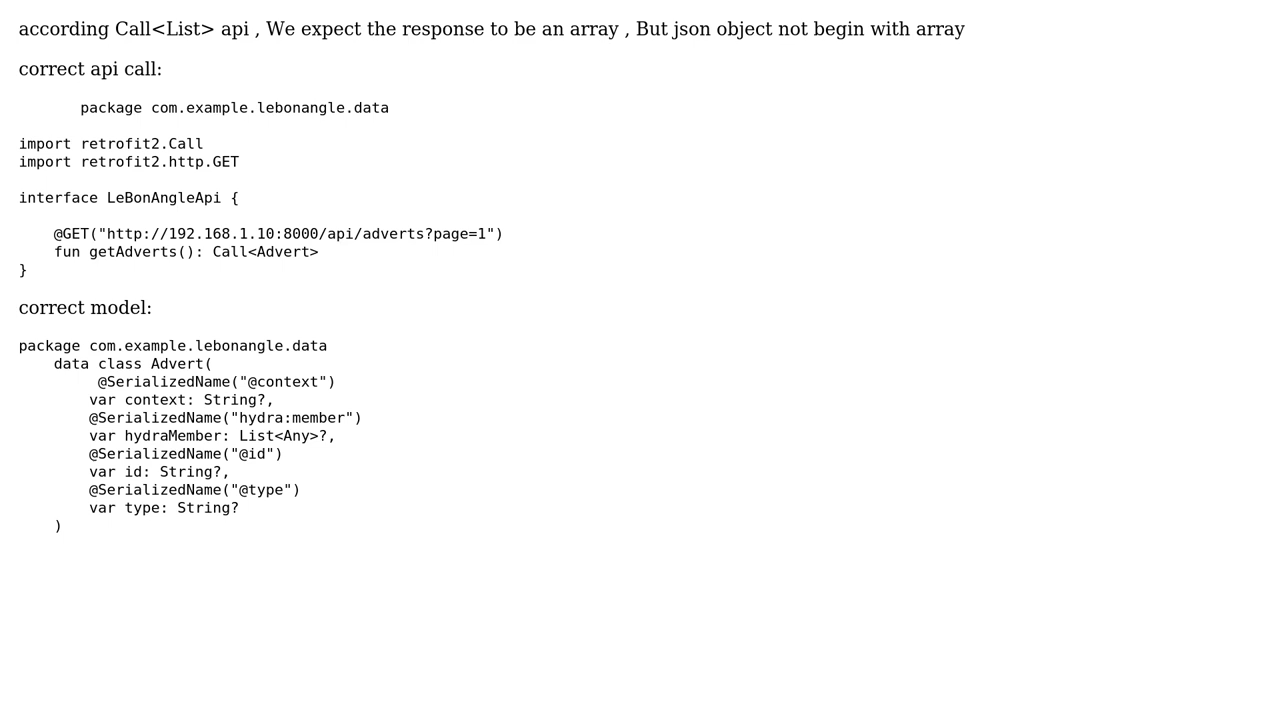 according Call<List> api , We expect the response to be an array , But json object not begin with array
correct api call:
package com.example.lebonangle.data
import retrofit2.Call
import retrofit2.http.GET
interface LeBonAngleApi {
@GET("http://192.168.1.10:8000/api/adverts?page=1")
fun getAdverts(): Call<Advert>
}
correct model:
package com.example.lebonangle.data
data class Advert(
@SerializedName("@context")
var context: String?,
@SerializedName("hydra:member")
var hydraMember: List<Any>?,
@SerializedName("@id")
var id: String?,
@SerializedName("@type")
var type: String?
)